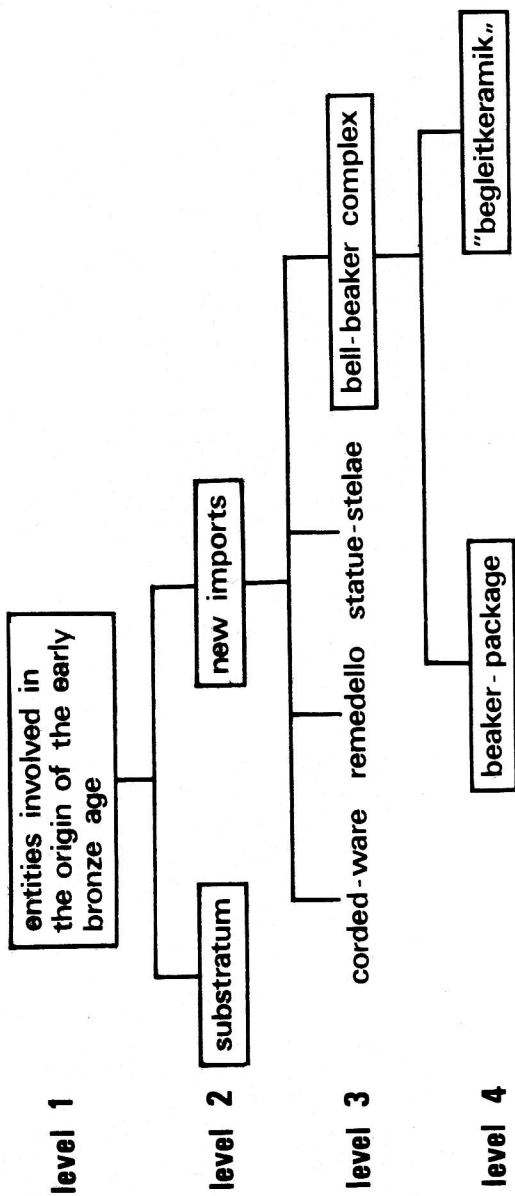 level 1
entities involved in
the origin of the early
bronze age
level 2
substratum
new imports
level 3
corded-ware
remedello
statue-stelae
bell-beaker complex
level 4
beaker-package
"begleitkeramik„